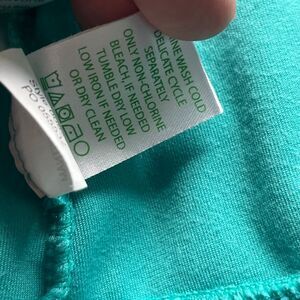 NE WASH COLD
DELICATE CYCLE
SEPARATELY
ONLY NON-CHLORINE
BLEACH, IF NEEDED
TUMBLE DRY LOW
LOW IRON IF NEEDED
OR DRY CLEAN